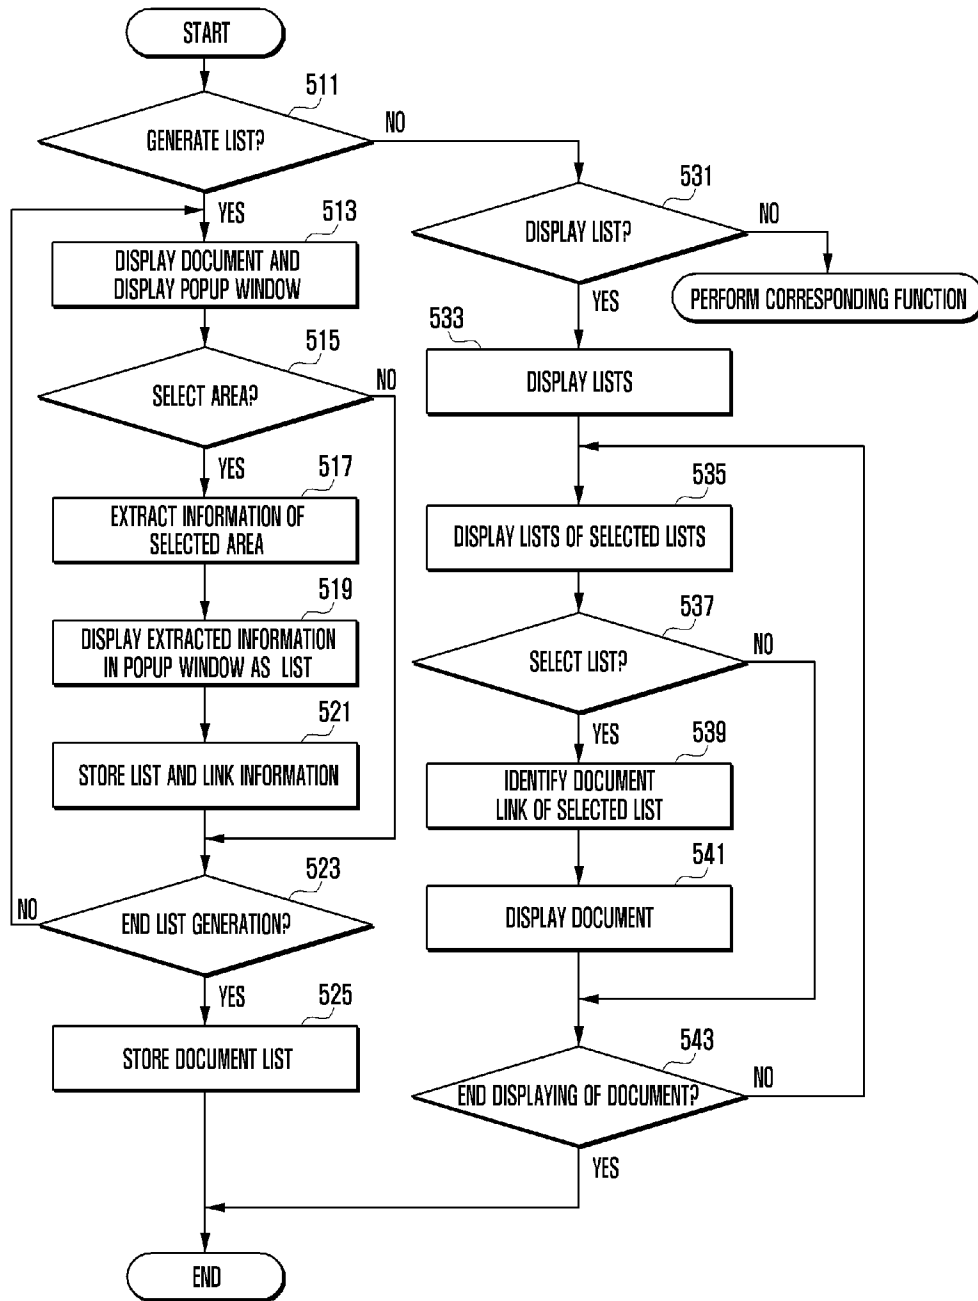 START
511
GENERATE LIST?
NO
YES
513
DISPLAY DOCUMENT AND
DISPLAY POPUP WINDOW
515
SELECT AREA?
NO
YES
517
EXTRACT INFORMATION OF
SELECTED AREA
519
DISPLAY EXTRACTED INFORMATION
IN POPUP WINDOW AS LIST
521
STORE LIST AND LINK INFORMATION
523
END LIST GENERATION?
NO
YES
525
STORE DOCUMENT LIST
531
DISPLAY LIST?
NO
PERFORM CORRESPONDING FUNCTION
YES
533
DISPLAY LISTS
535
DISPLAY LISTS OF SELECTED LISTS
537
SELECT LIST?
NO
YES
539
IDENTIFY DOCUMENT
LINK OF SELECTED LIST
541
DISPLAY DOCUMENT
543
END DISPLAYING OF DOCUMENT?
NO
YES
END